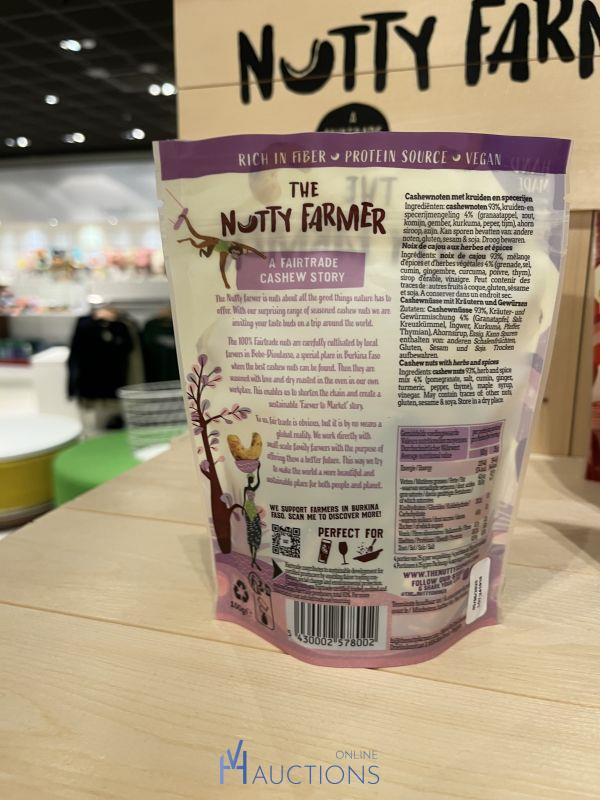 NUTTY FAR
A
RICH IN FIBER PROTEIN SOURCE VEGAN
THE
NUTTY FARMER
A FAIRTRADE
CASHEW STORY
The Nutty Farmer is nuts about all the good things nature has to
offer. With our surprising range of seasoned cashew nuts we are
inviting your taste buds on a trip around the world.
The 100% Fairtrade nuts are carefully cultivated by local
farmers in Bobo-Dioulasso, a special place in Burkina Faso
where the best cashew nuts can be found. Then they are
seasoned with love and dry roasted in the oven in our own
workplace. This enables us to shorten the chain and create a
sustainable 'Farmer to Market' story.
To us, fair trade is obvious, but it is by no means a
global reality. We work directly with
small-scale family farmers with the purpose of
offering them a better future. This way we try
to make the world a more beautiful and
sustainable place for both people and planet.
WE SUPPORT FARMERS IN BURKINA
FASO. SCAN ME TO DISCOVER MORE!
PERFECT FOR
100g
5 430002 578002
Cashewnoten met kruiden en specerijen
Ingrediënten: cashewnoten 93%, kruiden- en
specerijmengeling 4% (granaatappel, zout,
komijn, gember, kurkuma, peper, tijm), ahorn
siroop, azijn. Kan sporen bevatten van: andere
noten, gluten, sesam & soja. Droog bewaren.
Noix de cajou aux herbes et épices
Ingrédients: noix de cajou 93%, mélange
d'épices et d'herbes végétales 4% (grenade, sel,
cumin, gingembre, curcuma, poivre, thym),
sirop d'érable, vinaigre. Peut contenir des
traces de: autres fruits à coque, gluten, sésame
et soja. A conserver dans un endroit sec.
Cashewnüsse mit Kräutern und Gewürzen
Zutaten: Cashewnüsse 93%, Kräuter- und
Gewürzmischung 4% (Granatapfel, Salz
Kreuzkümmel, Ingwer, Kurkuma, Pfeffer,
Thymian), Ahornsirup, Essig. Kann Spuren
enthalten von: anderen Schalenfrüchten,
Gluten, Sesam und Soja. Trocken
aufbewahren.
Cashew nuts with herbs and spices
Ingredients: cashew nuts 93%, herb and spice
mix 4% (pomegranate, salt, cumin, ginger,
turmeric, pepper, thyme), maple syrup,
vinegar. May contain traces of: other nuts,
gluten, sesame & soya. Store in a dry place.
Energie / Energy
WWW.THENUTTY
FOLLOW OUR
& SHARE YOUR
ONLINE
VH AUCTIONS